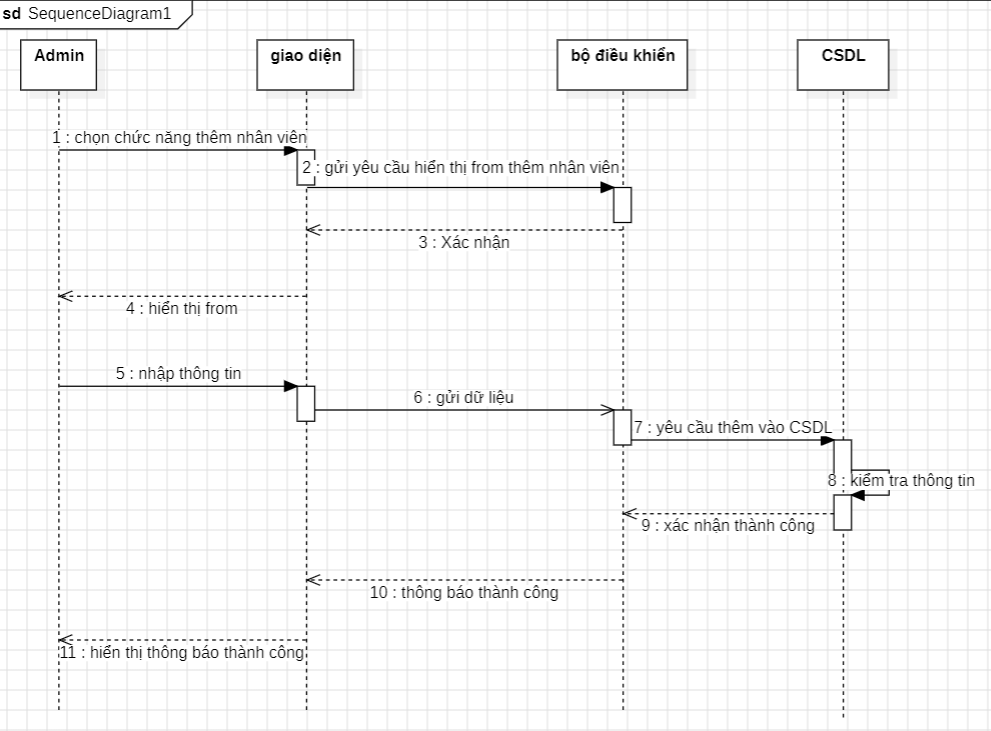 sd SequenceDiagram1
Admin
giao diện
bộ điều khiển
CSDL
1 : chọn chức năng thêm nhân viên
2 : gửi yêu cầu hiển thị from thêm nhân viên
3 : Xác nhận
4 : hiển thị from
5 : nhập thông tin
6 : gửi dữ liệu
7 : yêu cầu thêm vào CSDL
8 : kiểm tra thông tin
9 : xác nhận thành công
10 : thông báo thành công
11 : hiển thị thông báo thành công